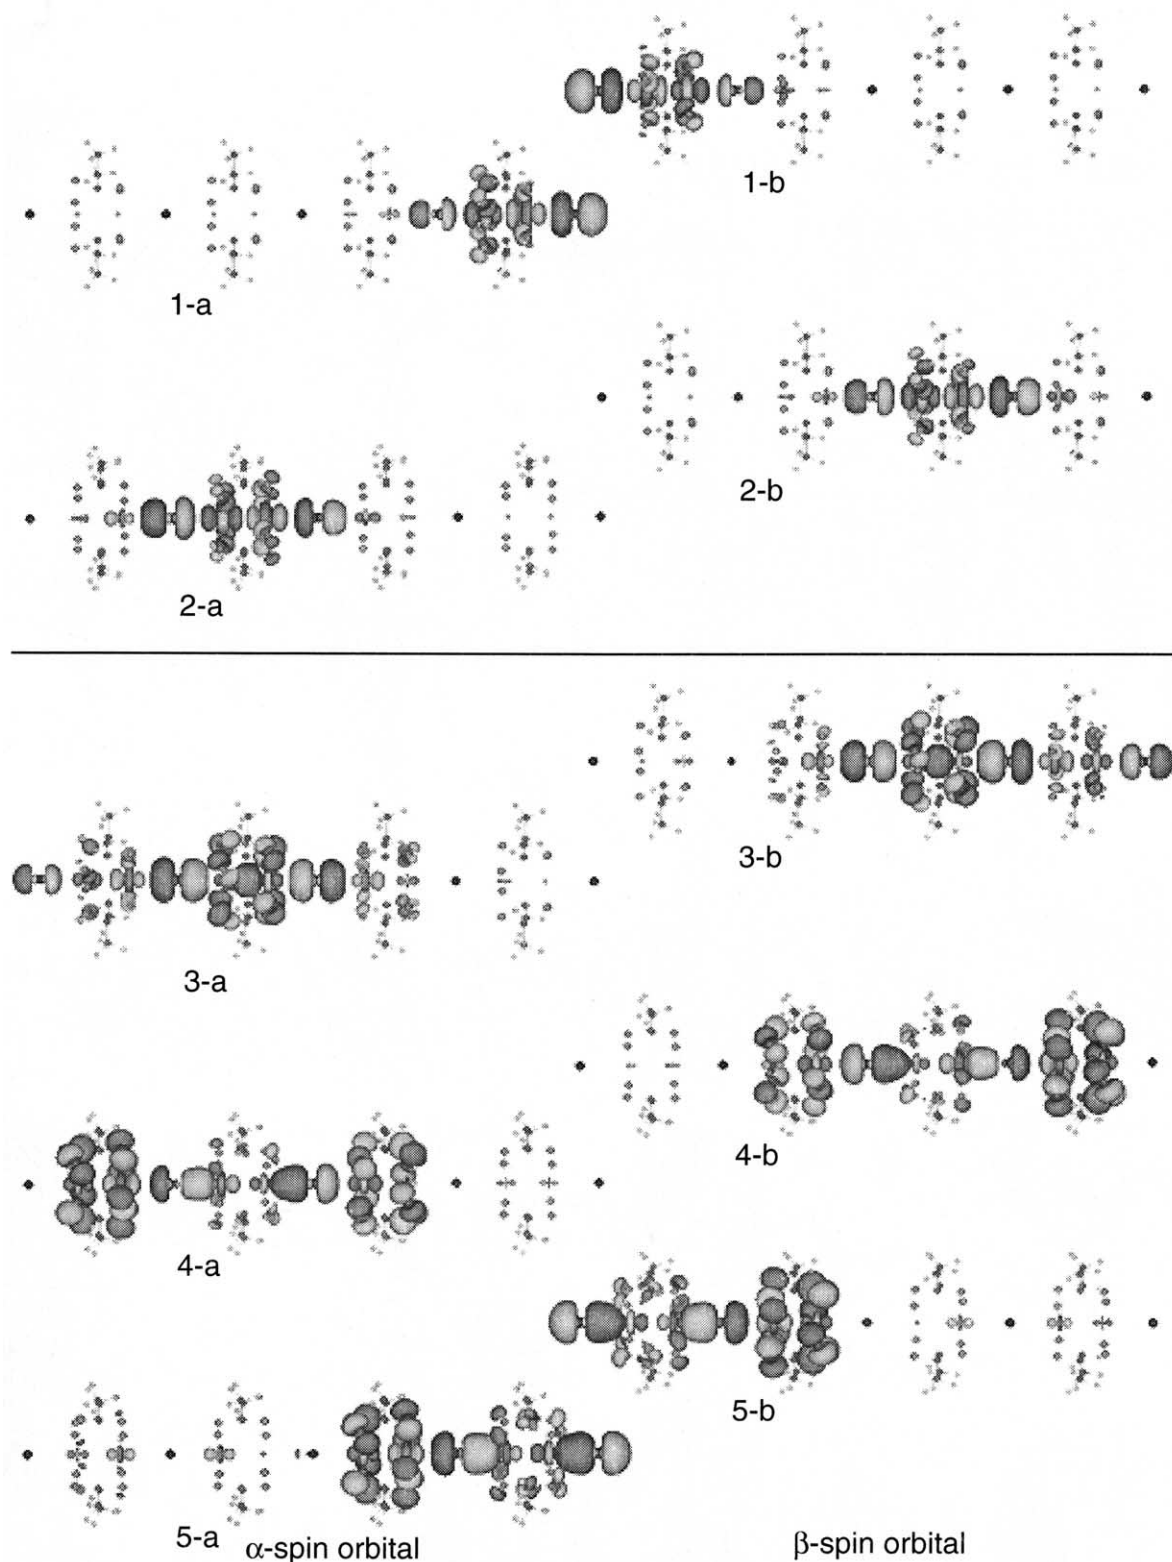 1-b
1-a
2-b
2-a
3-b
3-a
4-b
4-a
5-b
5-a
α-spin orbital
β-spin orbital